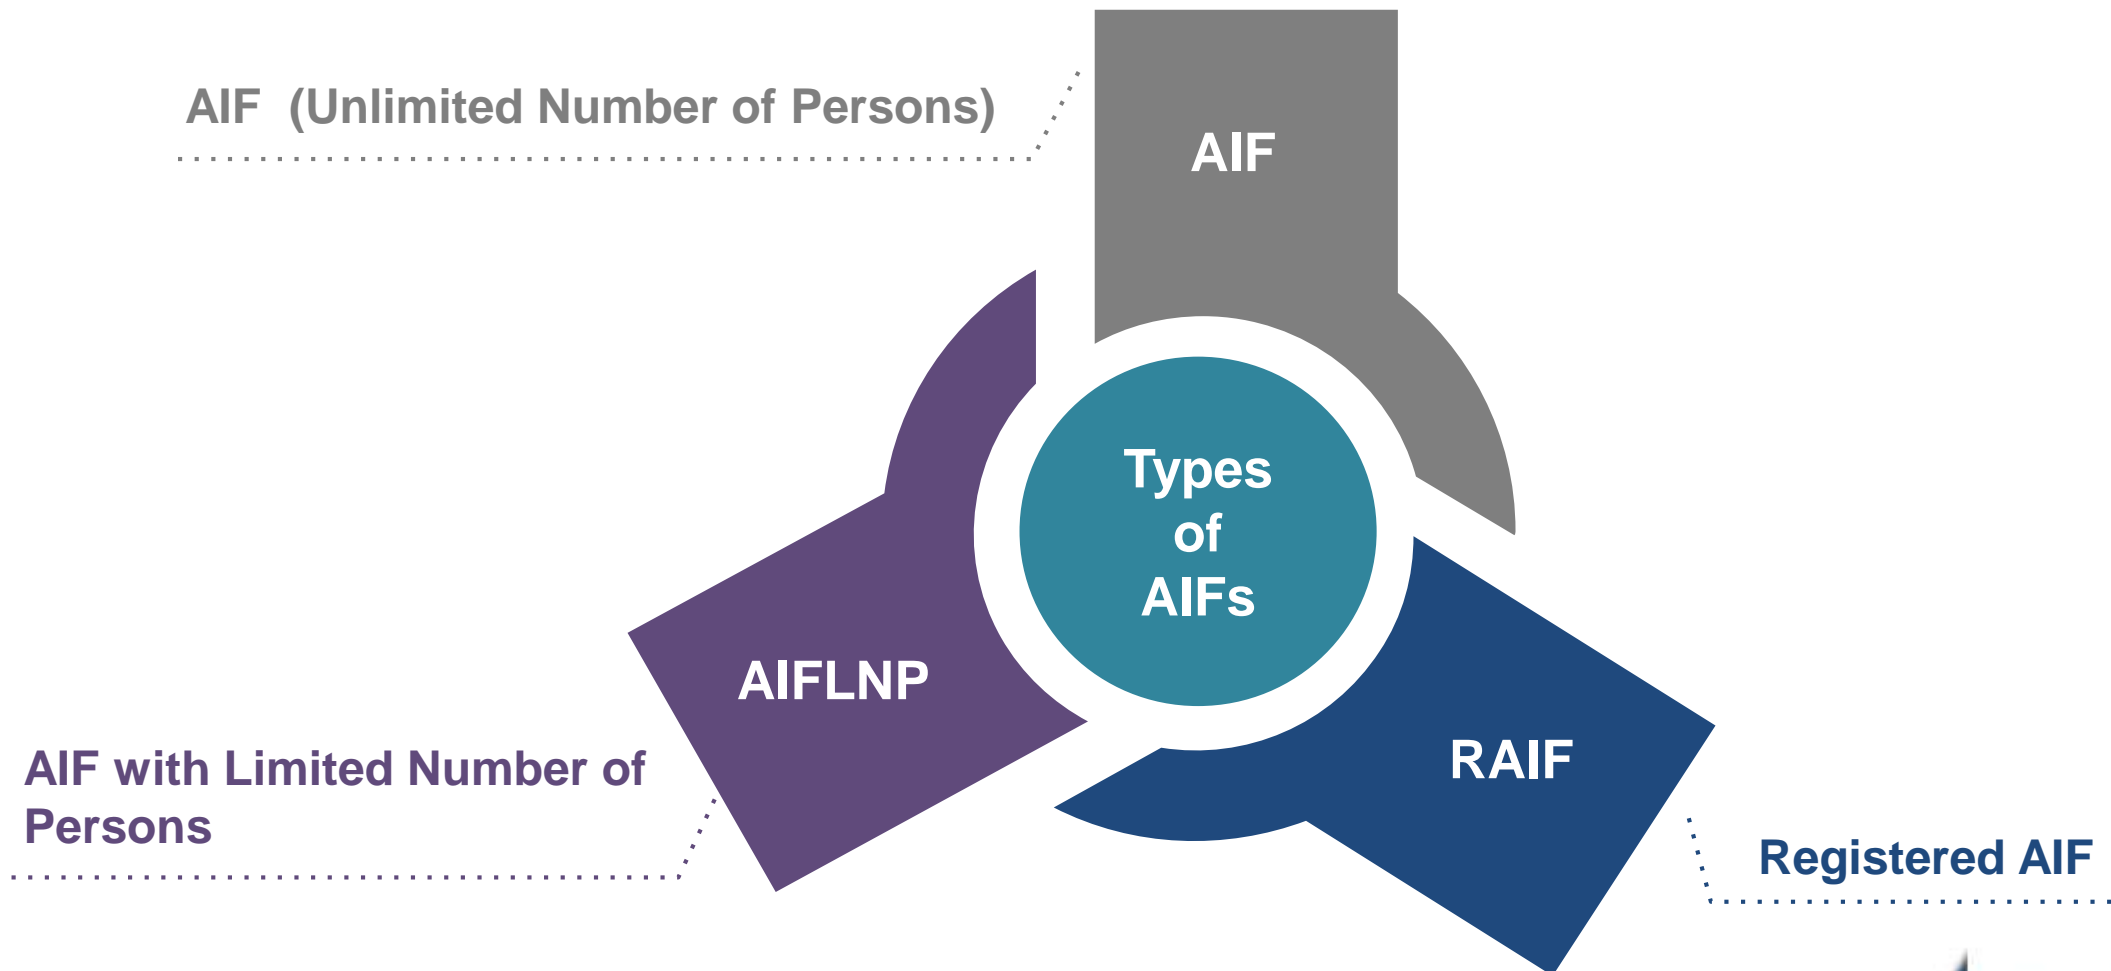 AIF (Unlimited Number of Persons)
AIF
Types
of
AIFs
AIFLNP
AIF with Limited Number of
Persons
RAIF
Registered AIF